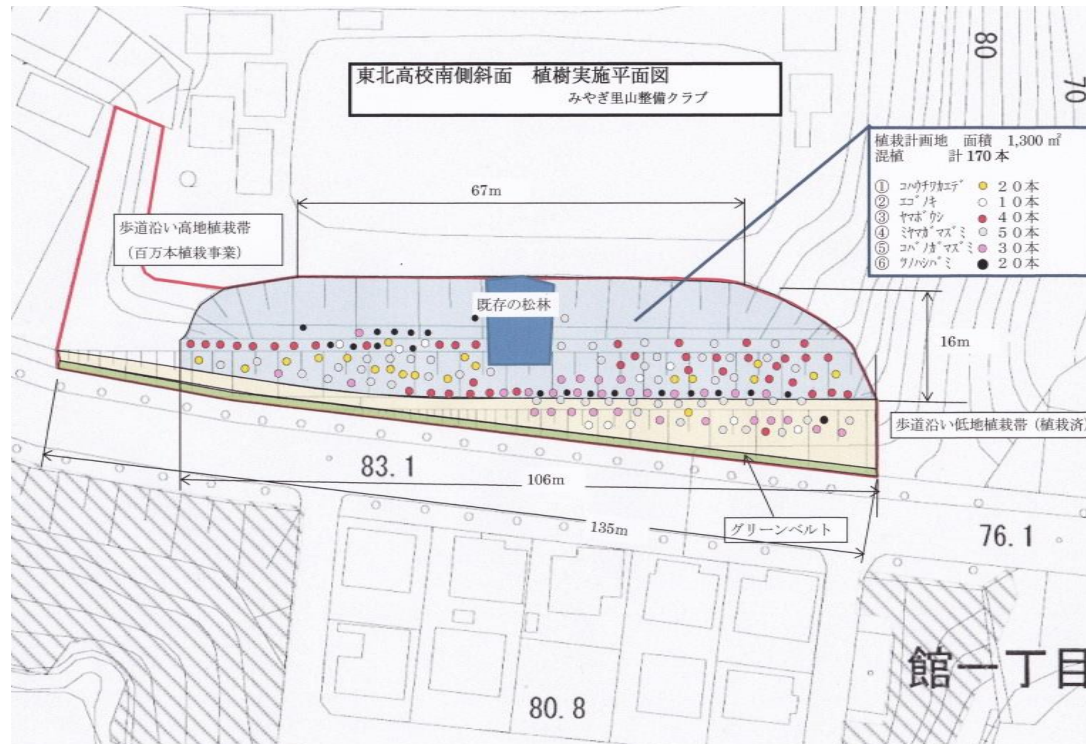 東北高校南側斜面 植樹実施平面図
みやぎ里山整備クラブ
80
70
植栽計画地 面積 1,300 ㎡
混植 計 170 本
① コハウチワカエデ 20本
② エゴノキ 10本
③ ヤマボウシ 40本
④ ミヤマガマズミ 50本
⑤ コバノガマズミ 30本
⑥ ツノハシバミ 20本
67m
歩道沿い高地植栽帯
(百万本植栽事業)
既存の松林
16m
歩道沿い低地植栽帯 (植栽済)
83.1
106m
135m
グリーンベルト
76.1
館一丁目
80.8